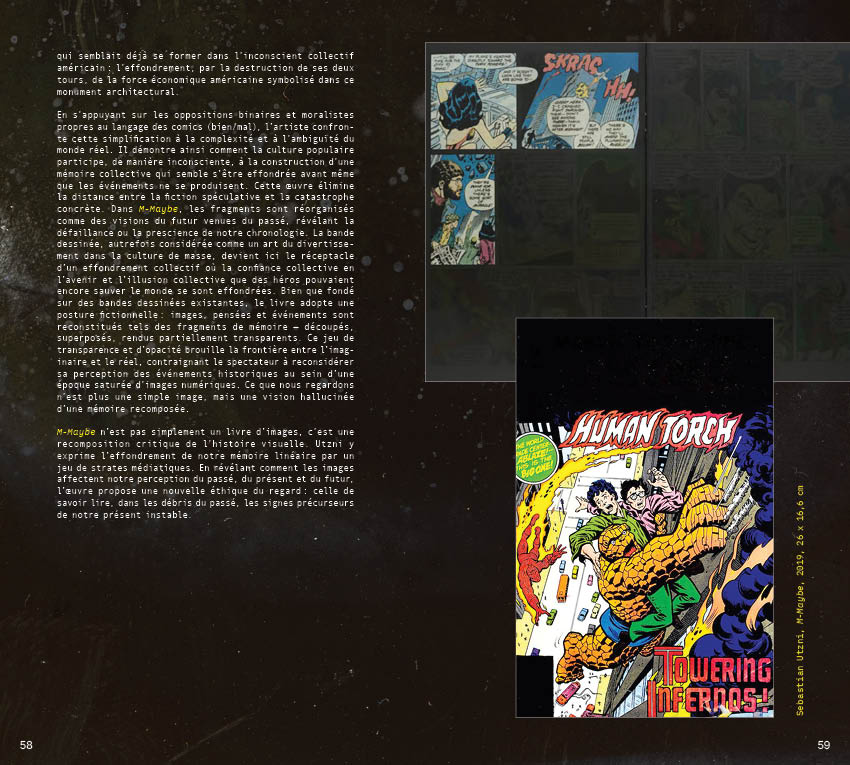 qui semblait déjà se former dans l’inconscient collectif
américain : l’effondrement, par la destruction de ses deux
tours, de la force économique américaine symbolisé dans ce
monument architectural.
En s’appuyant sur les oppositions binaires et moralistes
propres au langage des comics (bien/mal), l’artiste confron-
te cette simplification à la complexité et à l’ambiguïté du
monde réel. Il démontre ainsi comment la culture populaire
participe, de manière inconsciente, à la construction d’une
mémoire collective qui semble s’être effondrée avant même
que les événements ne se produisent. Cette œuvre élimine
la distance entre la fiction spéculative et la catastrophe
concrète. Dans M-Maybe, les fragments sont réorganisés
comme des visions du futur venues du passé, révélant la
défaillance ou la prescience de notre chronologie. La bande
dessinée, autrefois considérée comme un art du divertisse-
ment dans la culture de masse, devient ici le réceptacle
d’un effondrement collectif où la confiance collective en
l’avenir et l’illusion collective que des héros pouvaient
encore sauver le monde se sont effondrées. Bien que fondé
sur des bandes dessinées existantes, le livre adopte une
posture fictionnelle : images, pensées et événements sont
reconstitués tels des fragments de mémoire — découpés,
superposés, rendus partiellement transparents. Ce jeu de
transparence et d’opacité brouille la frontière entre l’imag-
inaire et le réel, contraignant le spectateur à reconsidérer
sa perception des événements historiques au sein d’une
époque saturée d’images numériques. Ce que nous regardons
n’est plus une simple image, mais une vision hallucinée
d’une mémoire recomposée.
M-Maybe n’est pas simplement un livre d’images, c’est une
recomposition critique de l’histoire visuelle. Utzni y
exprime l’effondrement de notre mémoire linéaire par un
jeu de strates médiatiques. En révélant comment les images
affectent notre perception du passé, du présent et du futur,
l’œuvre propose une nouvelle éthique du regard : celle de
savoir lire, dans les débris du passé, les signes précurseurs
de notre présent instable.
58
SKRAC
HUMAN TORCH
THE WORLD
ABLAZE!
THIS IS THE
BIG ONE!
TOWERING
INFERNOS!
Sebastian Utzni, M-Maybe, 2019, 26 x 16,6 cm
59